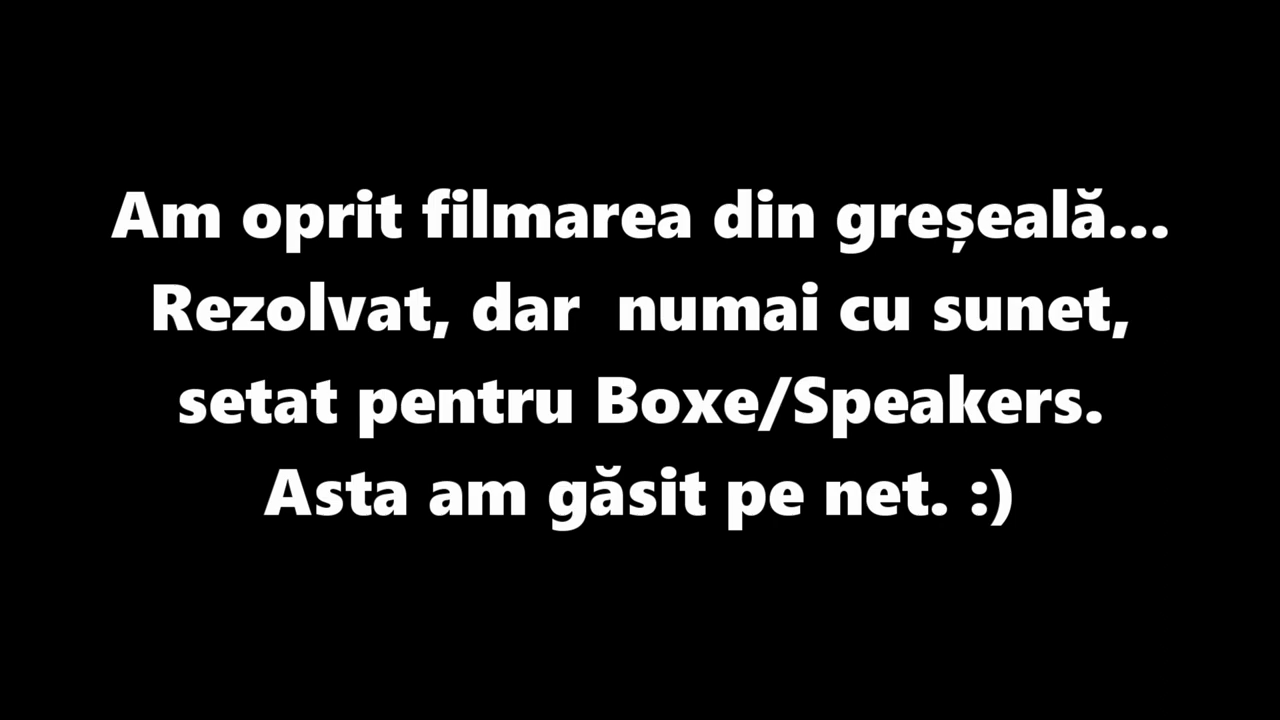 Am oprit filmarea din greșeală...
Rezolvat, dar  numai cu sunet,
setat pentru Boxe/Speakers.
Asta am găsit pe net. :)